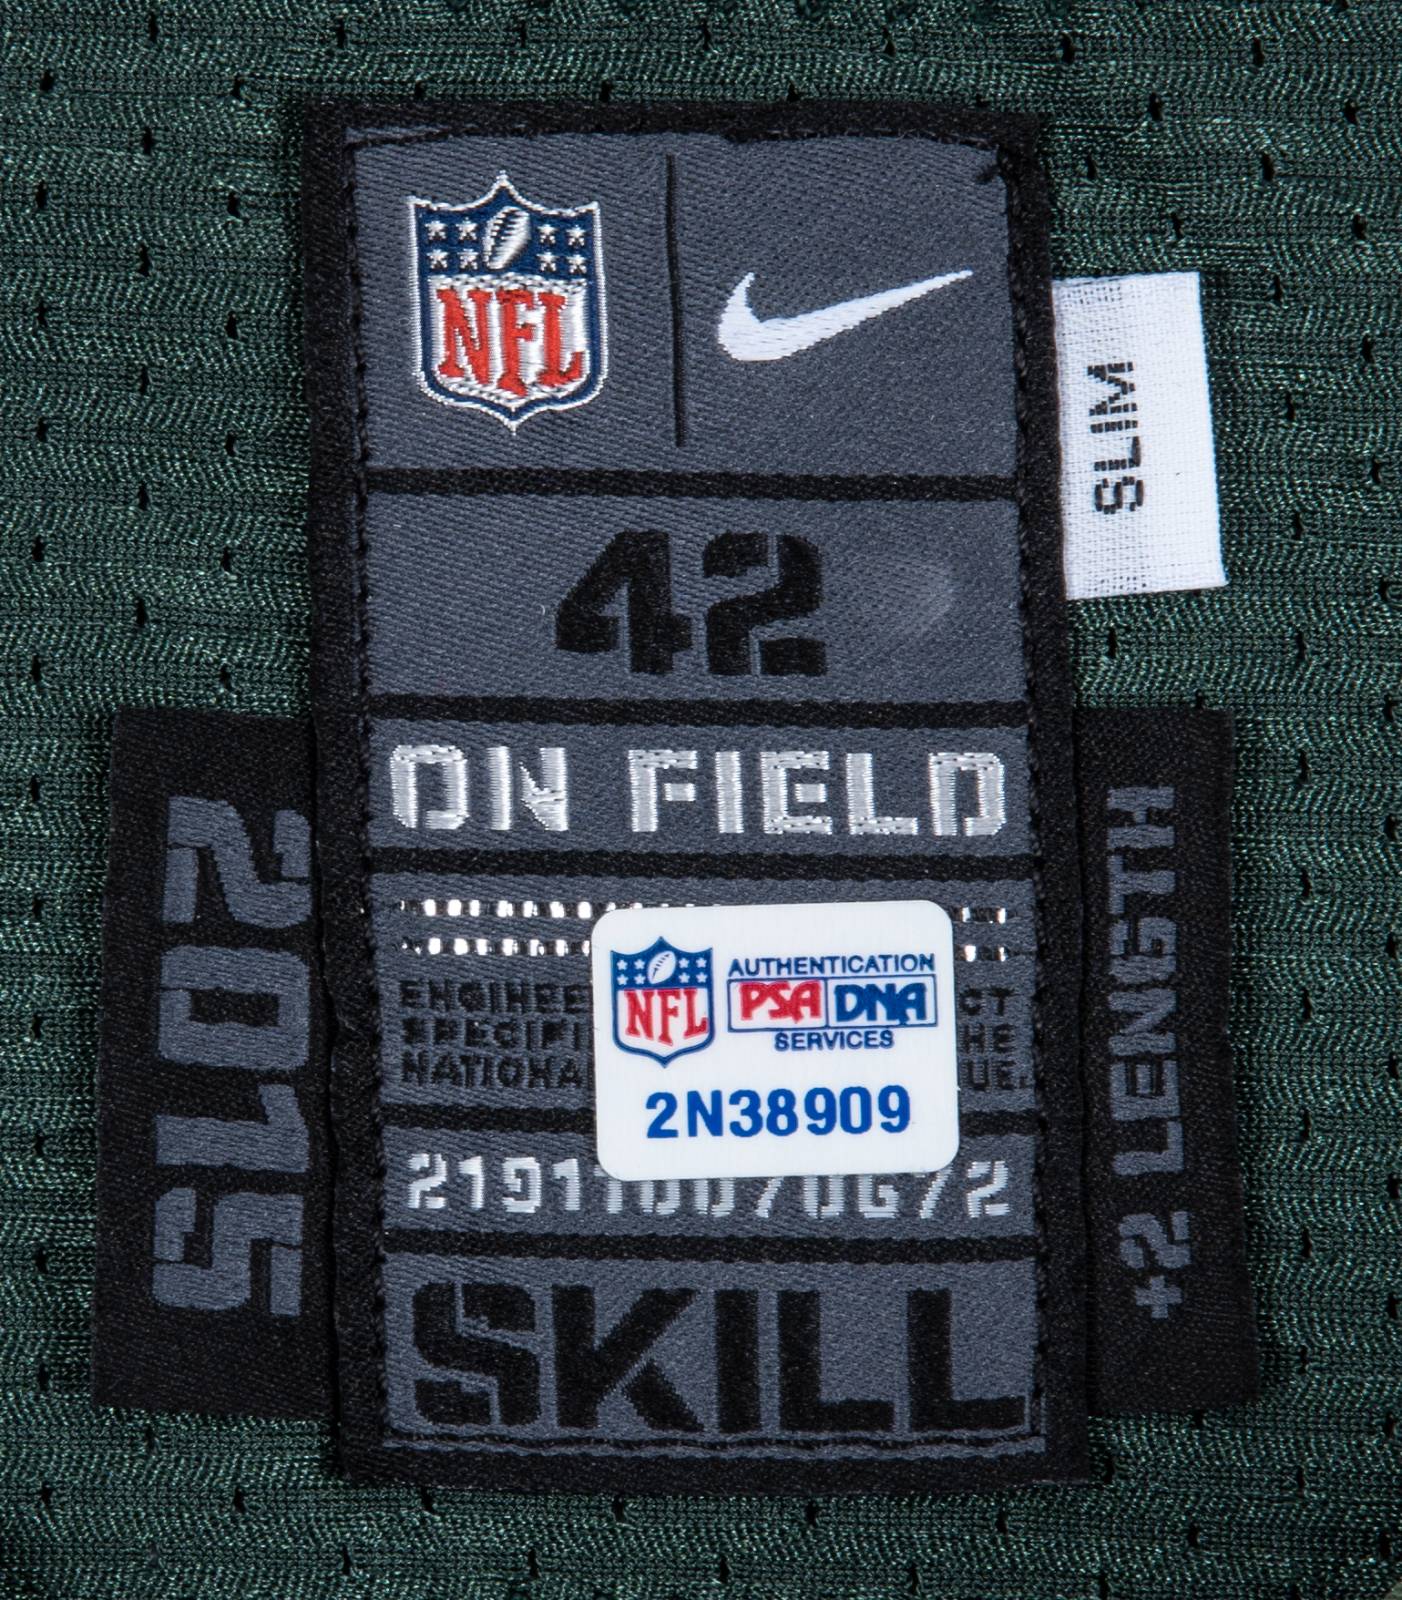 NFL
SLIM
42
ON FIELD
2015
+2 LENGTH
NFL
AUTHENTICATION
PSA DNA
SERVICES
2N38909
SKILL